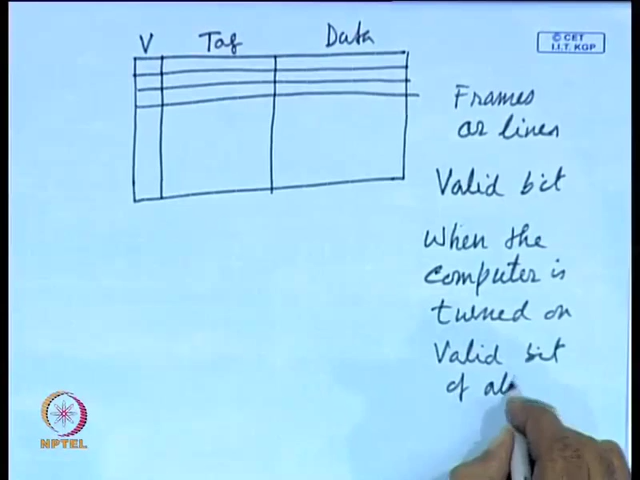 V Tag Data
© CET
I.I.T. KGP
Frames
or lines
Valid bit
When the
computer is
turned on
Valid bit
of al
NPTEL